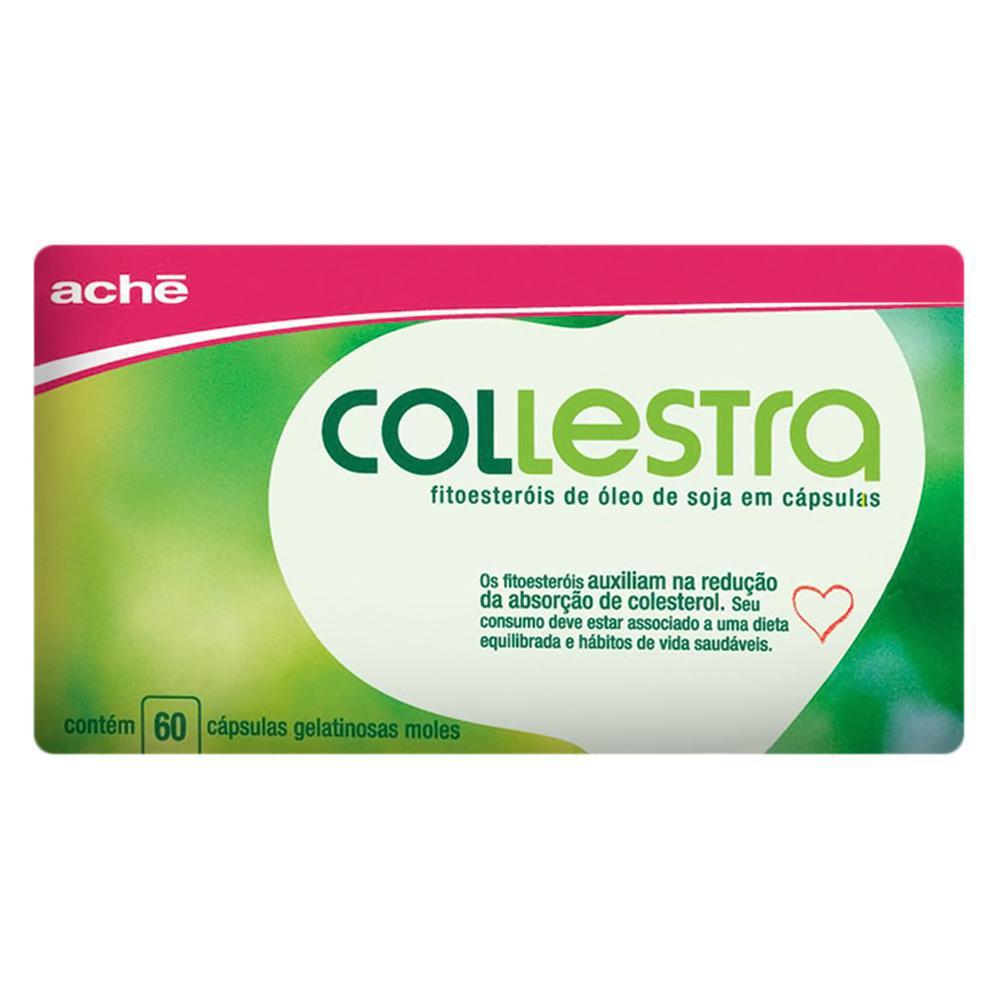 achē
COLLESTRA
fitoesteróis de óleo de soja em cápsulas
Os fitoesteróis auxiliam na redução
da absorção de colesterol. Seu
consumo deve estar associado a uma dieta
equilibrada e hábitos de vida saudáveis.
contém 60 cápsulas gelatinosas moles